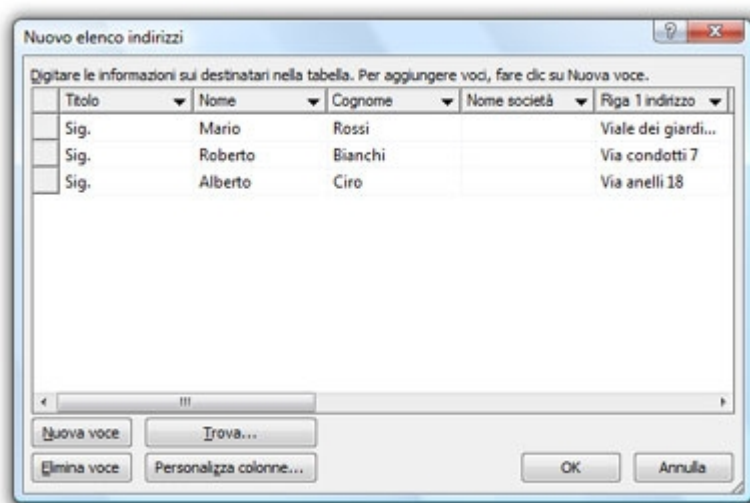 Nuovo elenco indirizzi
Digitare le informazioni sui destinatari nella tabella. Per aggiungere voci, fare clic su Nuova voce.
Titolo Nome Cognome Nome società Riga 1 indirizzo
Sig. Mario Rossi Viale dei giardi...
Sig. Roberto Bianchi Via condotti 7
Sig. Alberto Ciro Via anelli 18
Nuova voce Trova...
Elimina voce Personalizza colonne... OK Annulla